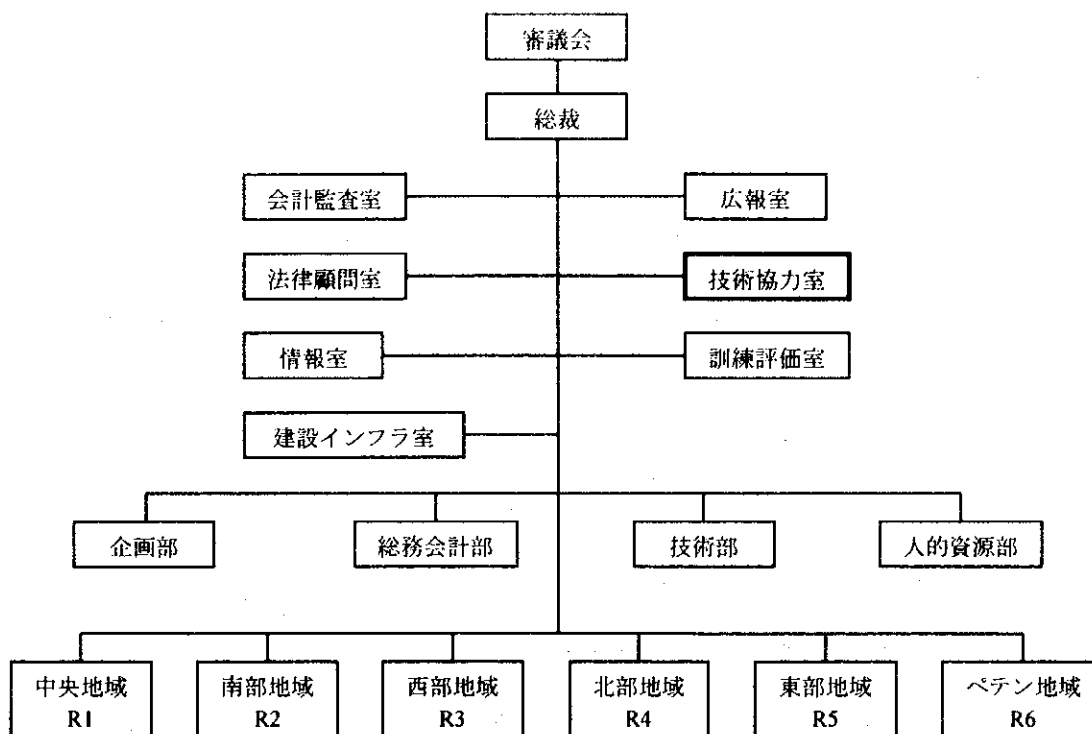 審議会
総裁
会計監査室
広報室
法律顧問室
技術協力室
情報室
訓練評価室
建設インフラ室
企画部
総務会計部
技術部
人的資源部
中央地域
R1
南部地域
R2
西部地域
R3
北部地域
R4
東部地域
R5
ペテン地域
R6